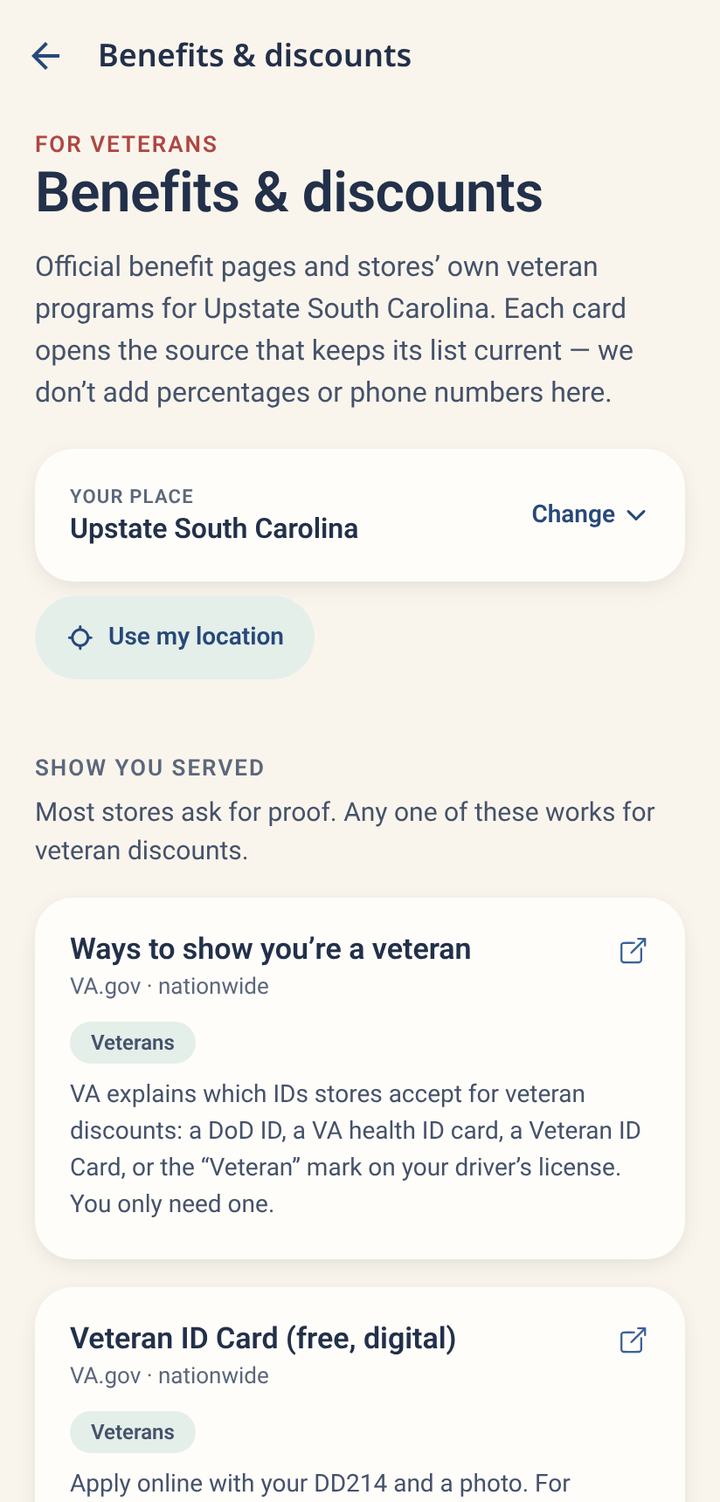 Benefits & discounts
FOR VETERANS
Benefits & discounts
Official benefit pages and stores’ own veteran
programs for Upstate South Carolina. Each card
opens the source that keeps its list current — we
don’t add percentages or phone numbers here.
YOUR PLACE
Upstate South Carolina
Change
Use my location
SHOW YOU SERVED
Most stores ask for proof. Any one of these works for
veteran discounts.
Ways to show you’re a veteran
VA.gov · nationwide
Veterans
VA explains which IDs stores accept for veteran
discounts: a DoD ID, a VA health ID card, a Veteran ID
Card, or the “Veteran” mark on your driver’s license.
You only need one.
Veteran ID Card (free, digital)
VA.gov · nationwide
Veterans
Apply online with your DD214 and a photo. For